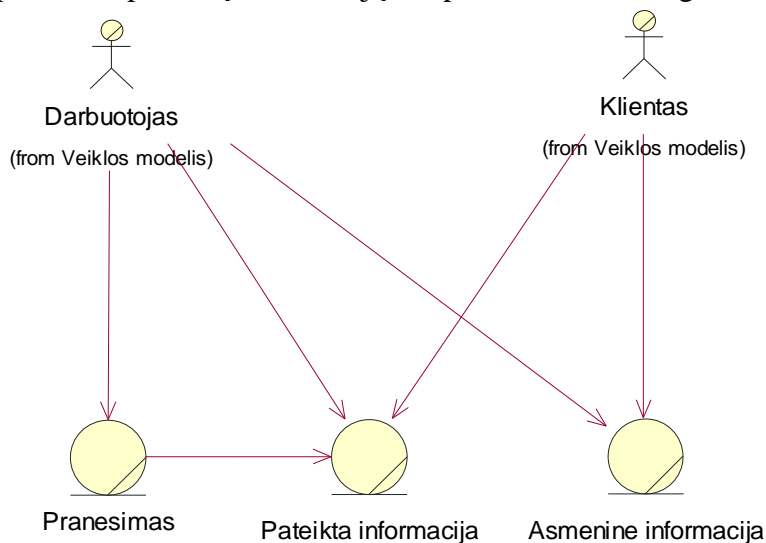 Darbuotojas
(from Veiklos modelis)
Klientas
(from Veiklos modelis)
Pranesimas
Pateikta informacija
Asmenine informacija